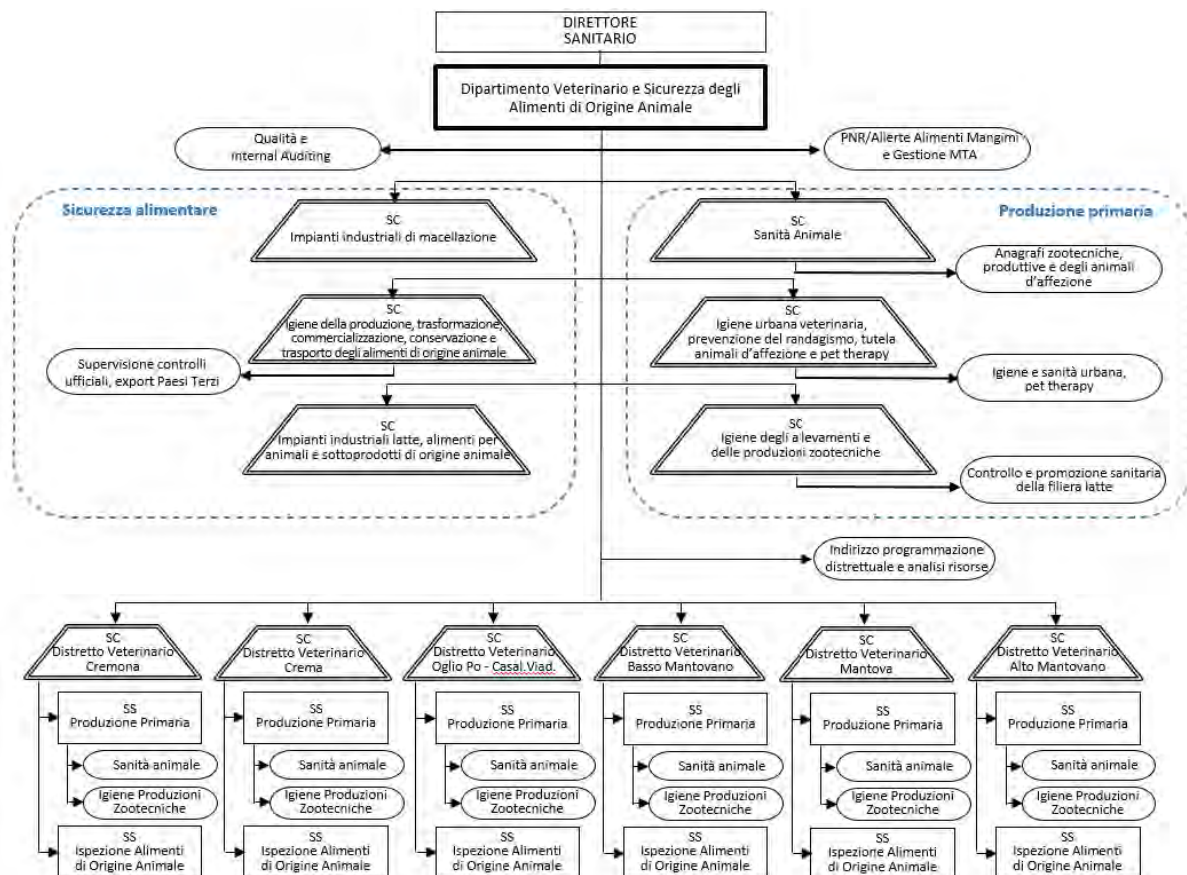 DIRETTORE
SANITARIO
Dipartimento Veterinario e Sicurezza degli
Alimenti di Origine Animale
Qualità e
Internal Auditing
PNR/Allerte Alimenti Mangimi
e Gestione MTA
Sicurezza alimentare
SC
Impianti industriali di macellazione
SC
Igiene della produzione, trasformazione,
commercializzazione, conservazione e
trasporto degli alimenti di origine animale
Supervisione controlli
ufficiali, export Paesi Terzi
SC
Impianti industriali latte, alimenti per
animali e sottoprodotti di origine animale
Produzione primaria
SC
Sanità Animale
Anagrafi zootecniche,
produttive e degli animali
d'affezione
SC
Igiene urbana veterinaria,
prevenzione del randagismo, tutela
animali d'affezione e pet therapy
Igiene e sanità urbana,
pet therapy
SC
Igiene degli allevamenti e
delle produzioni zootecniche
Controllo e promozione sanitaria
della filiera latte
Indirizzo programmazione
distrettuale e analisi risorse
SC
Distretto Veterinario
Cremona
SS
Produzione Primaria
Sanità animale
Igiene Produzioni
Zootecniche
SS
Ispezione Alimenti
di Origine Animale
SC
Distretto Veterinario
Crema
SS
Produzione Primaria
Sanità animale
Igiene Produzioni
Zootecniche
SS
Ispezione Alimenti
di Origine Animale
SC
Distretto Veterinario
Oglio Po - Casal.Viad.
SS
Produzione Primaria
Sanità animale
Igiene Produzioni
Zootecniche
SS
Ispezione Alimenti
di Origine Animale
SC
Distretto Veterinario
Basso Mantovano
SS
Produzione Primaria
Sanità animale
Igiene Produzioni
Zootecniche
SS
Ispezione Alimenti
di Origine Animale
SC
Distretto Veterinario
Mantova
SS
Produzione Primaria
Sanità animale
Igiene Produzioni
Zootecniche
SS
Ispezione Alimenti
di Origine Animale
SC
Distretto Veterinario
Alto Mantovano
SS
Produzione Primaria
Sanità animale
Igiene Produzioni
Zootecniche
SS
Ispezione Alimenti
di Origine Animale